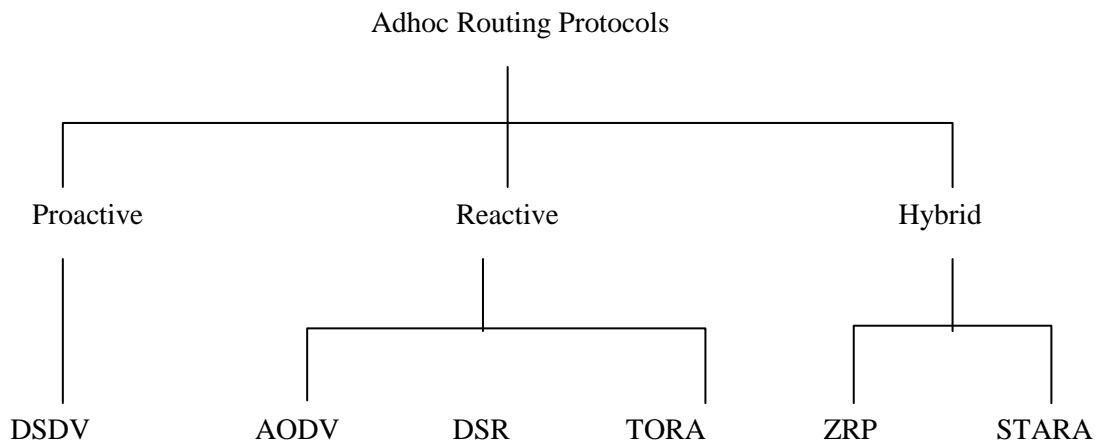 Adhoc Routing Protocols
Proactive Reactive Hybrid
DSDV AODV DSR TORA ZRP STARA